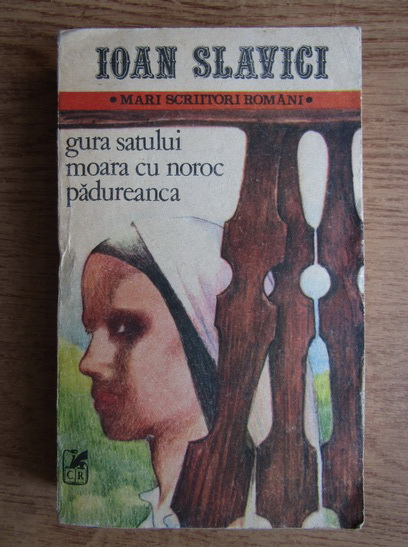 IOAN SLAVICI
• MARI SCRIITORI ROMÂNI •
gura satului
moara cu noroc
pădureanca
CR